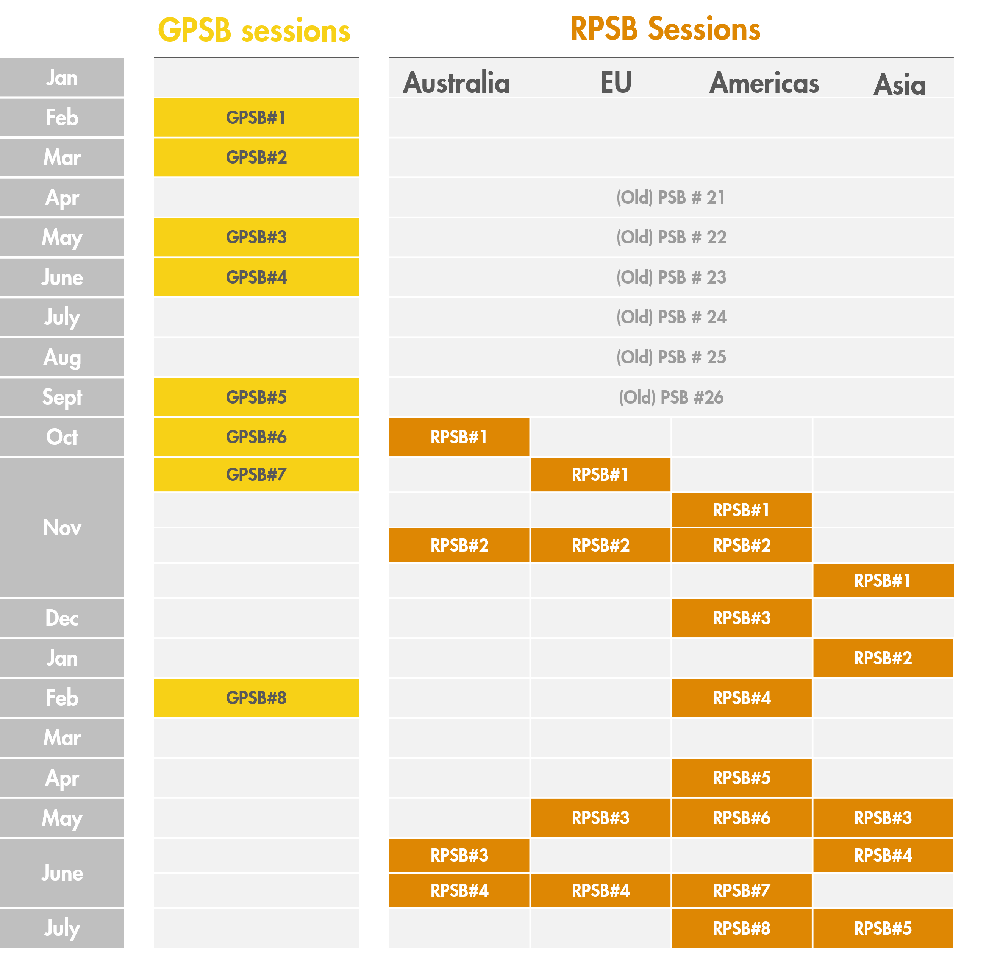 GPSB sessions RPSB Sessions
Jan Australia EU Americas Asia
Feb GPSB#1
Mar GPSB#2
Apr (Old) PSB # 21
May GPSB#3 (Old) PSB # 22
June GPSB#4 (Old) PSB # 23
July (Old) PSB # 24
Aug (Old) PSB # 25
Sept GPSB#5 (Old) PSB #26
Oct GPSB#6 RPSB#1
GPSB#7 RPSB#1
RPSB#1
Nov
RPSB#2 RPSB#2 RPSB#2
RPSB#1
Dec RPSB#3
Jan RPSB#2
Feb GPSB#8 RPSB#4
Mar
Apr RPSB#5
May RPSB#3 RPSB#6 RPSB#3
RPSB#3 RPSB#4
June
RPSB#4 RPSB#4 RPSB#7
July RPSB#8 RPSB#5